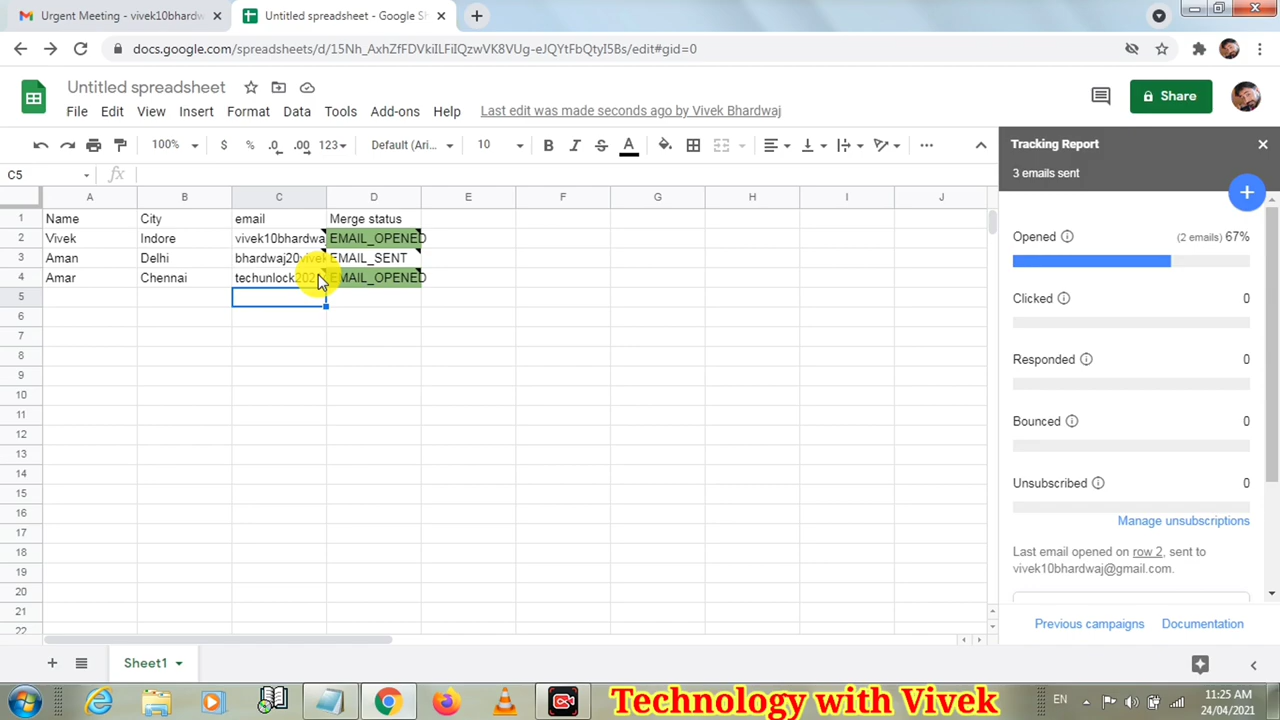 Urgent Meeting - vivek10bhardw
Untitled spreadsheet - Google Sh
docs.google.com/spreadsheets/d/15Nh_AxhZfFDVkiILFiIQzwVK8VUg-eJQYtFbQtyI5Bs/edit#gid=0
Untitled spreadsheet
File Edit View Insert Format Data Tools Add-ons Help Last edit was made seconds ago by Vivek Bhardwaj
Share
100% $ % .0 .00 123 Default (Ari... 10
C5 fx
A B C D E F G H I J
1 Name City email Merge status
2 Vivek Indore vivek10bhardwa EMAIL_OPENED
3 Aman Delhi bhardwaj20vivek EMAIL_SENT
4 Amar Chennai techunlock202 EMAIL_OPENED
5
6
7
8
9
10
11
12
13
14
15
16
17
18
19
20
21
22
Tracking Report
3 emails sent
Opened (2 emails) 67%
Clicked 0
Responded 0
Bounced 0
Unsubscribed 0
Manage unsubscriptions
Last email opened on row 2, sent to
vivek10bhardwaj@gmail.com.
Previous campaigns Documentation
Sheet1
Technology with Vivek
EN
11:25 AM
24/04/2021